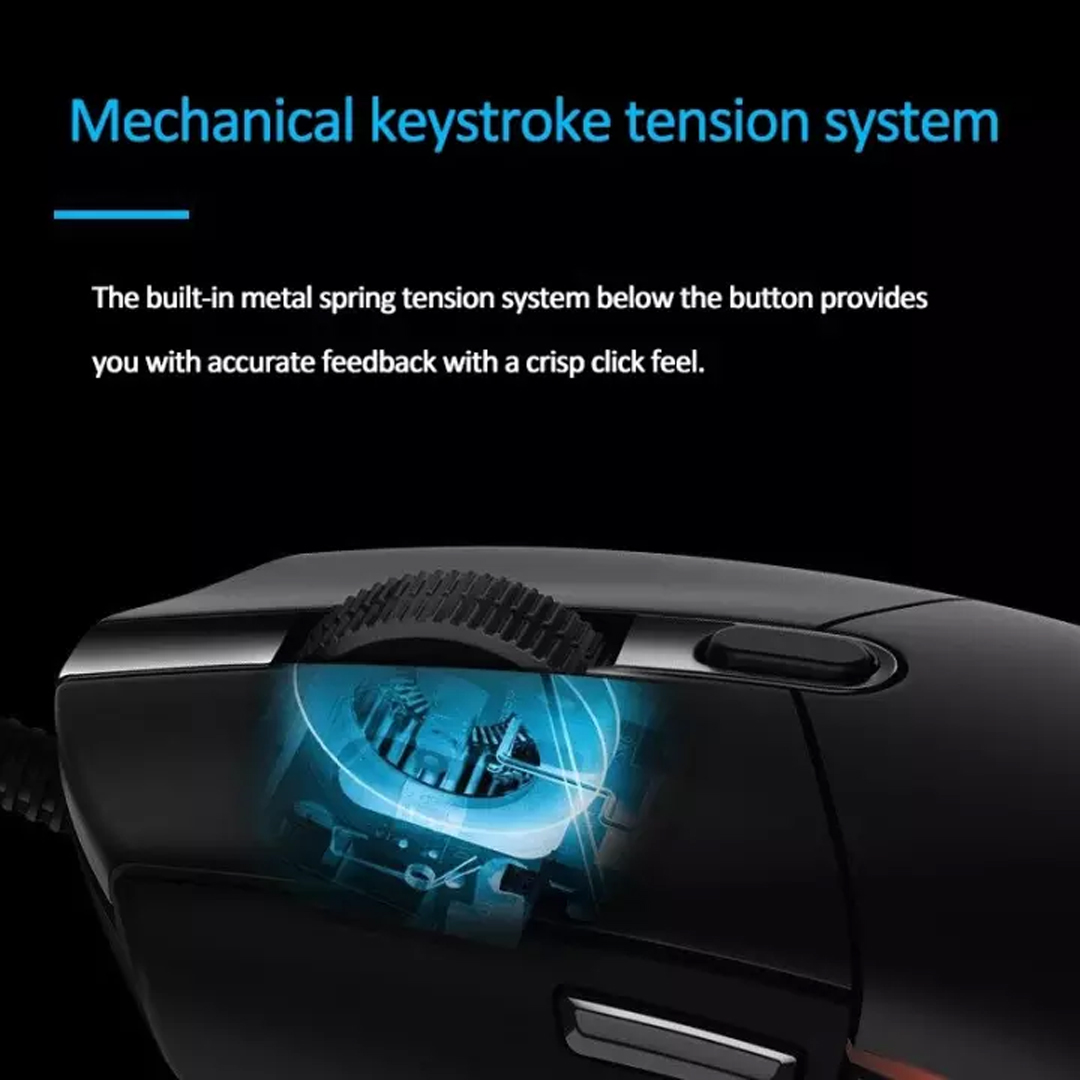 Mechanical keystroke tension system
The built-in metal spring tension system below the button provides
you with accurate feedback with a crisp click feel.